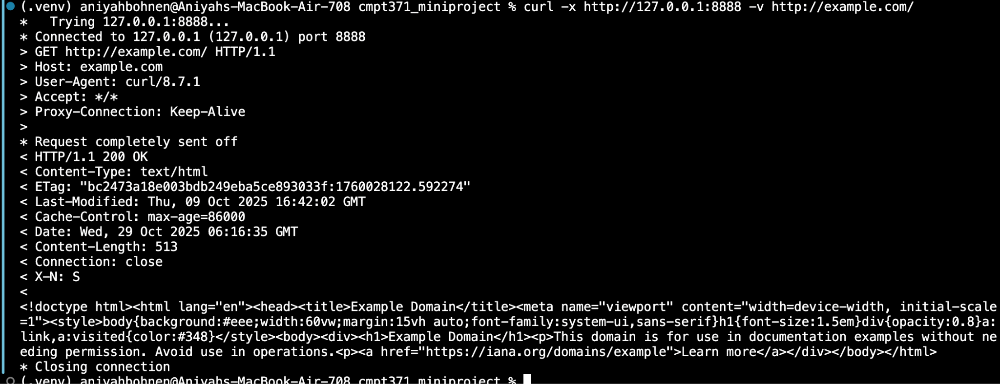 (.venv) aniyahbohnen@Aniyahs-MacBook-Air-708 cmpt371_miniproject % curl -x http://127.0.0.1:8888 -v http://example.com/
*   Trying 127.0.0.1:8888...
* Connected to 127.0.0.1 (127.0.0.1) port 8888
> GET http://example.com/ HTTP/1.1
> Host: example.com
> User-Agent: curl/8.7.1
> Accept: */*
> Proxy-Connection: Keep-Alive
>
* Request completely sent off
< HTTP/1.1 200 OK
< Content-Type: text/html
< ETag: "bc2473a18e003bdb249eba5ce893033f:1760028122.592274"
< Last-Modified: Thu, 09 Oct 2025 16:42:02 GMT
< Cache-Control: max-age=86000
< Date: Wed, 29 Oct 2025 06:16:35 GMT
< Content-Length: 513
< Connection: close
< X-N: S
<
<!doctype html><html lang="en"><head><title>Example Domain</title><meta name="viewport" content="width=device-width, initial-scale
=1"><style>body{background:#eee;width:60vw;margin:15vh auto;font-family:system-ui,sans-serif}h1{font-size:1.5em}div{opacity:0.8}a:
link,a:visited{color:#348}</style><body><div><h1>Example Domain</h1><p>This domain is for use in documentation examples without ne
eding permission. Avoid use in operations.<p><a href="https://iana.org/domains/example">Learn more</a></div></body></html>
* Closing connection
(.venv) aniyahbohnen@Aniyahs-MacBook-Air-708 cmpt371_miniproject %